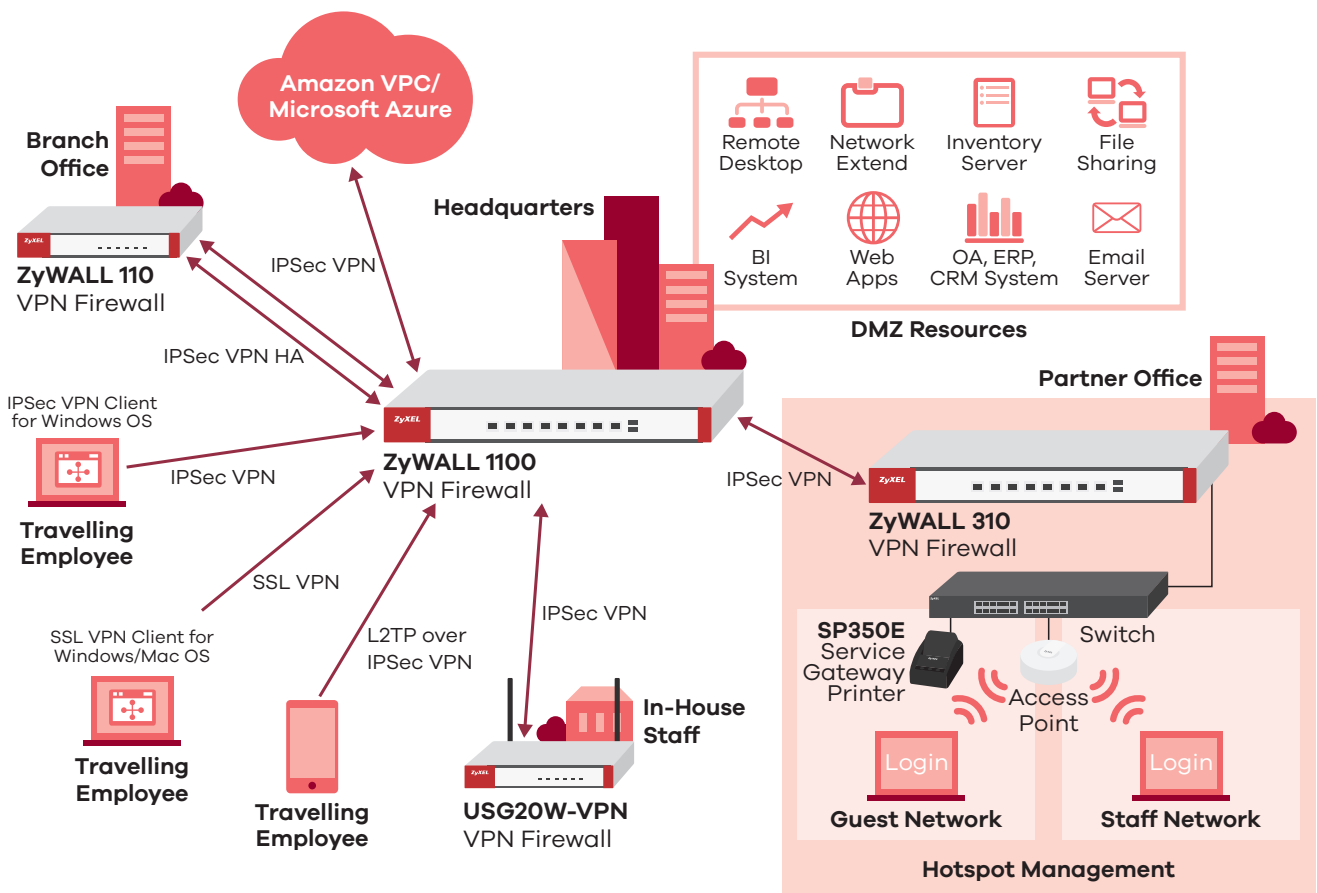 Amazon VPC/
Microsoft Azure
Branch
Office
ZyXEL
ZyWALL 110
VPN Firewall
IPSec VPN
Headquarters
Remote
Desktop
Network
Extend
Inventory
Server
File
Sharing
BI
System
Web
Apps
OA, ERP,
CRM System
Email
Server
DMZ Resources
IPSec VPN HA
ZyXEL
ZyWALL 1100
VPN Firewall
IPSec VPN Client
for Windows OS
IPSec VPN
Travelling
Employee
SSL VPN
SSL VPN Client for
Windows/Mac OS
Travelling
Employee
L2TP over
IPSec VPN
Travelling
Employee
IPSec VPN
In-House
Staff
ZyXEL
USG20W-VPN
VPN Firewall
IPSec VPN
Partner Office
ZyXEL
ZyWALL 310
VPN Firewall
Switch
SP350E
Service
Gateway
Printer
Access
Point
Login
Guest Network
Login
Staff Network
Hotspot Management